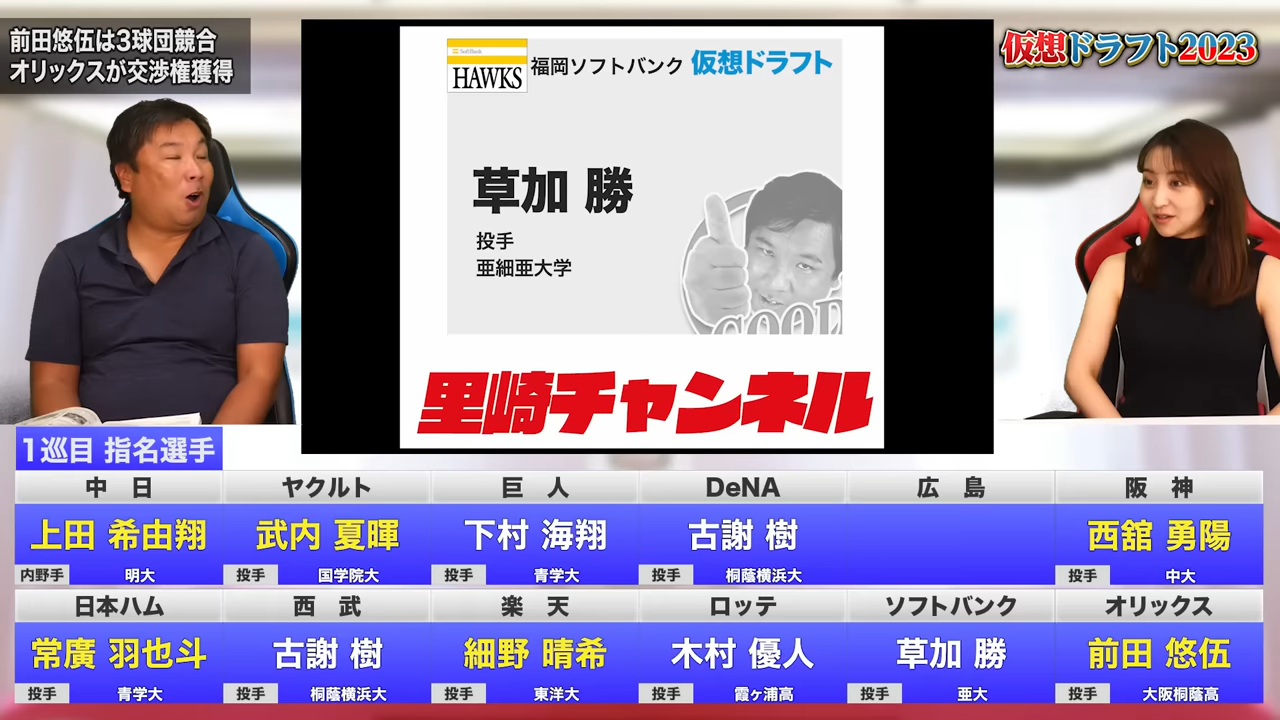 前田悠伍は3球団競合
オリックスが交渉権獲得
仮想ドラフト2023
SoftBank
HAWKS
福岡ソフトバンク 仮想ドラフト
草加 勝
投手
亜細亜大学
GOOD
里崎チャンネル
1巡目 指名選手
中 日 ヤクルト 巨 人 DeNA 広 島 阪 神
上田 希由翔 武内 夏暉 下村 海翔 古謝 樹 西舘 勇陽
内野手 明大 投手 国学院大 投手 青学大 投手 桐蔭横浜大 投手 中大
日本ハム 西 武 楽 天 ロッテ ソフトバンク オリックス
常廣 羽也斗 古謝 樹 細野 晴希 木村 優人 草加 勝 前田 悠伍
投手 青学大 投手 桐蔭横浜大 投手 東洋大 投手 霞ヶ浦高 投手 亜大 投手 大阪桐蔭高